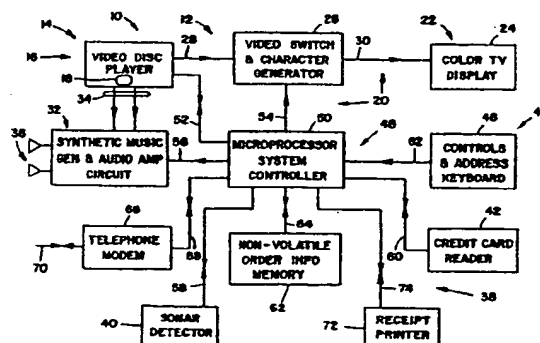 14
10
12
26
22
24
16
VIDEO DISC
PLAYER
18
28
VIDEO SWITCH
& CHARACTER
GENERATOR
30
COLOR TV
DISPLAY
34
20
32
52
54
50
48
46
36
SYNTHETIC MUSIC
GEN & AUDIO AMP
CIRCUIT
56
MICROPROCESSOR
SYSTEM
CONTROLLER
CONTROLS
& ADDRESS
KEYBOARD
66
TELEPHONE
MODEM
64
42
CREDIT CARD
READER
70
NON-VOLATILE
ORDER INFO
MEMORY
62
60
58
74
38
40
SONAR
DETECTOR
72
RECEIPT
PRINTER